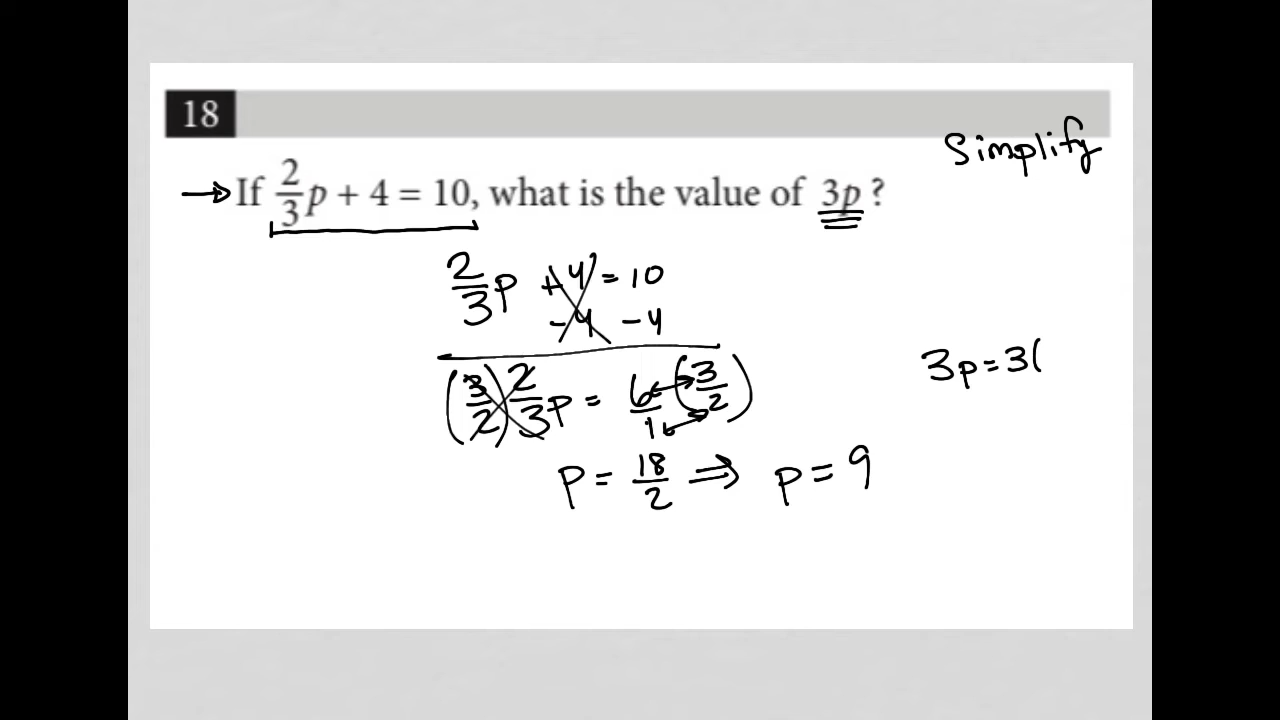 18
Simplify
→ If 2/3 p + 4 = 10, what is the value of 3p ?
2/3 p + 4 = 10
- 4 - 4
(3/2) 2/3 p = 6/1 (3/2)
3p = 3(
p = 18/2 ⇒ p = 9